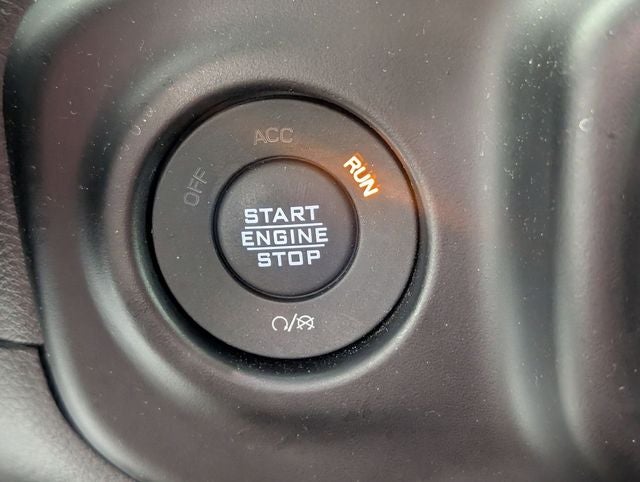 OFF
ACC
RUN
START
ENGINE
STOP